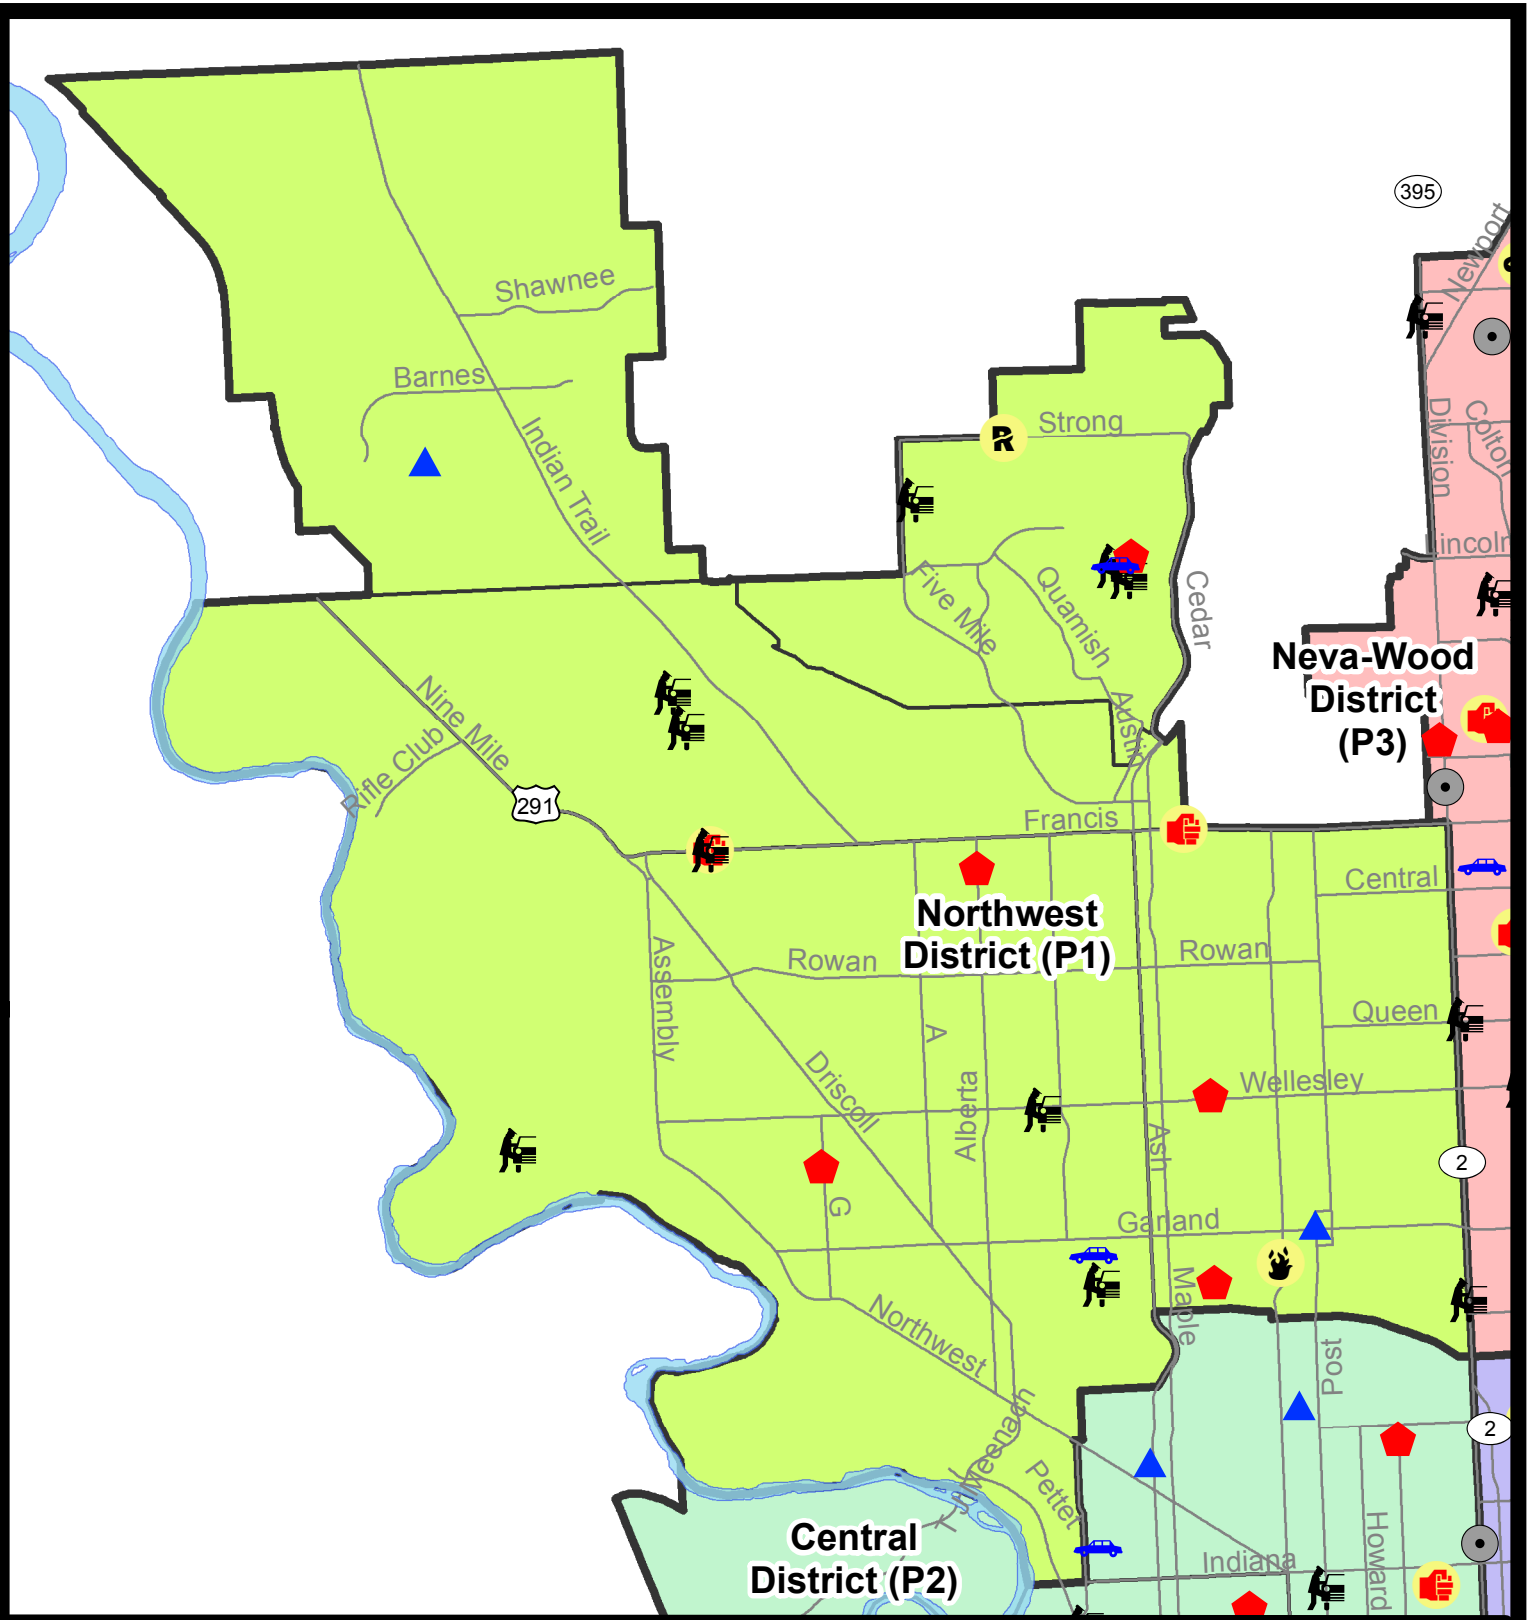 395
Newport
Shawnee
Barnes
Indian Trail
Strong
R
Division
Colton
Lincoln
Five Mile
Quamish
Cedar
Austin
Neva-Wood
District
(P3)
P
Nine Mile
Rifle Club
291
Francis
Central
Northwest
District (P1)
Rowan
Rowan
Assembly
A
Queen
Driscoll
Alberta
Wellesley
Ash
2
G
Garland
Maple
Northwest
Post
2
T.J. Meenach
Pettet
Central
District (P2)
Indiana
Howard